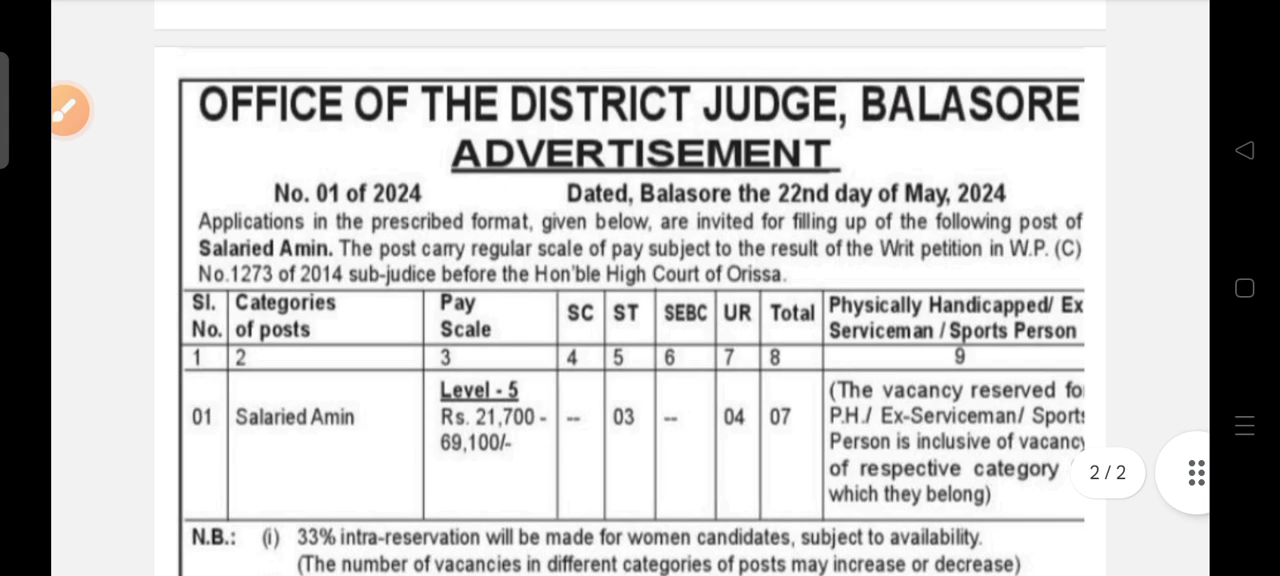 OFFICE OF THE DISTRICT JUDGE, BALASORE
ADVERTISEMENT
No. 01 of 2024 Dated, Balasore the 22nd day of May, 2024
Applications in the prescribed format, given below, are invited for filling up of the following post of
Salaried Amin. The post carry regular scale of pay subject to the result of the Writ petition in W.P. (C)
No.1273 of 2014 sub-judice before the Hon'ble High Court of Orissa.
Sl. No. Categories of posts Pay Scale SC ST SEBC UR Total Physically Handicapped/ Ex Serviceman / Sports Person
1 2 3 4 5 6 7 8 9
01 Salaried Amin Level - 5 Rs. 21,700 - 69,100/- -- 03 -- 04 07
(The vacancy reserved for
P.H./ Ex-Serviceman/ Sports
Person is inclusive of vacancy
of respective category
which they belong)
2 / 2
N.B.: (i) 33% intra-reservation will be made for women candidates, subject to availability.
(The number of vacancies in different categories of posts may increase or decrease)